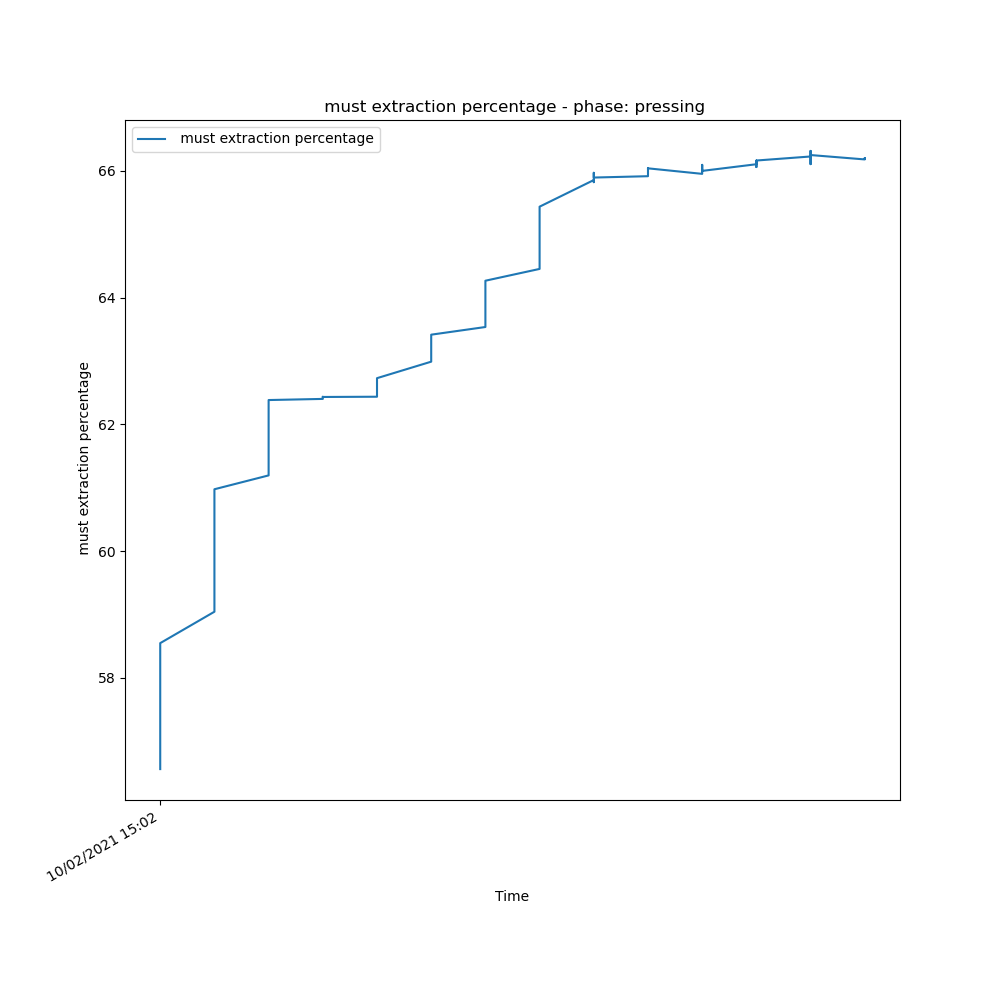 must extraction percentage - phase: pressing
must extraction percentage
66
64
62
60
58
must extraction percentage
10/02/2021 15:02
Time